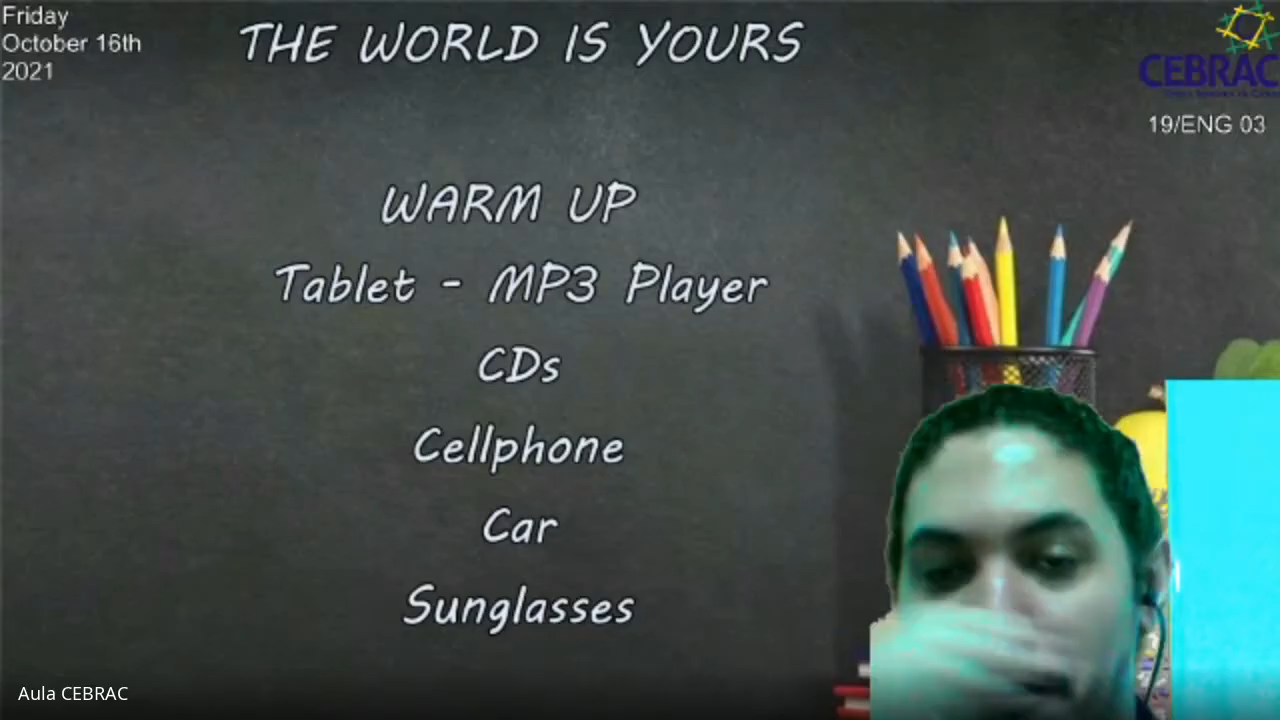 Friday
October 16th
2021
THE WORLD IS YOURS
CEBRAC
19/ENG 03
WARM UP
Tablet - MP3 Player
CDs
Cellphone
Car
Sunglasses
Aula CEBRAC